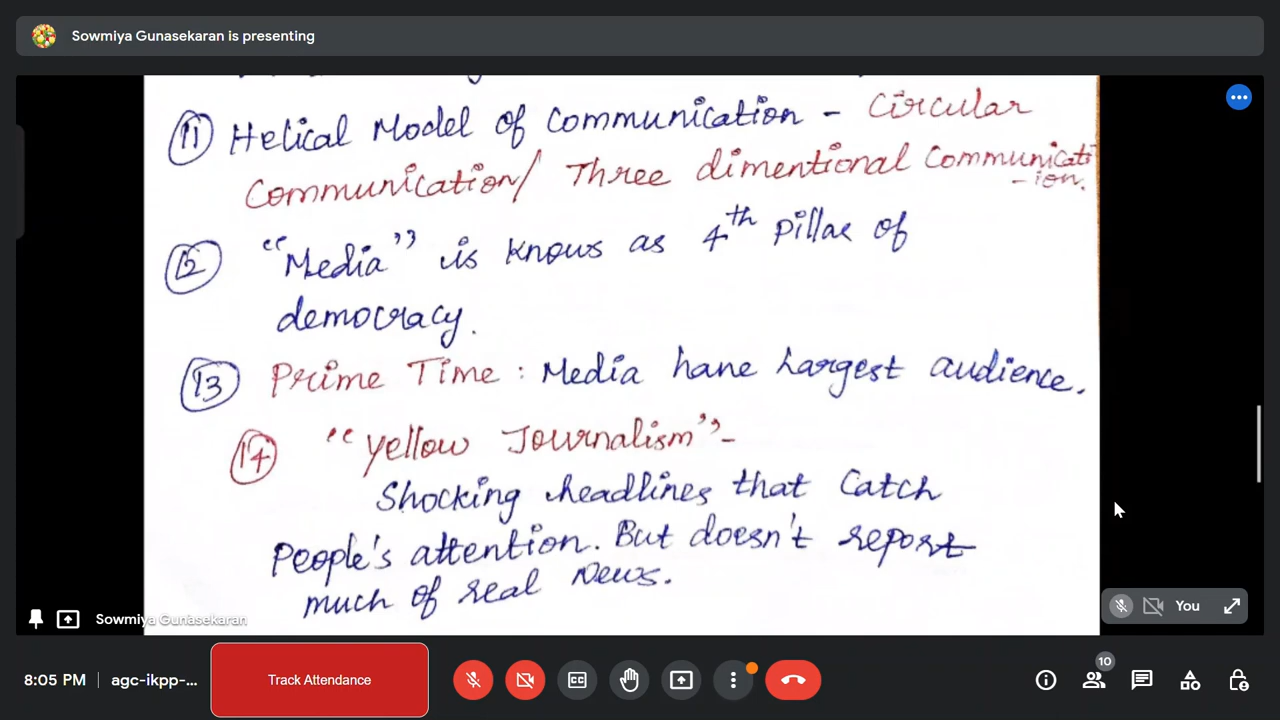 Sowmiya Gunasekaran is presenting
11 Helical Model of Communication - Circular
Communication/ Three dimentional Communicati
-ion.
12 "Media" is knows as 4th Pillar of
democracy.
13 Prime Time : Media hane Largest audience.
14 "Yellow Journalism" -
Shocking headlines that Catch
People's attention. But doesn't report
much of real News.
Sowmiya Gunasekaran
You
8:05 PM | agc-ikpp-...
Track Attendance
CC
10